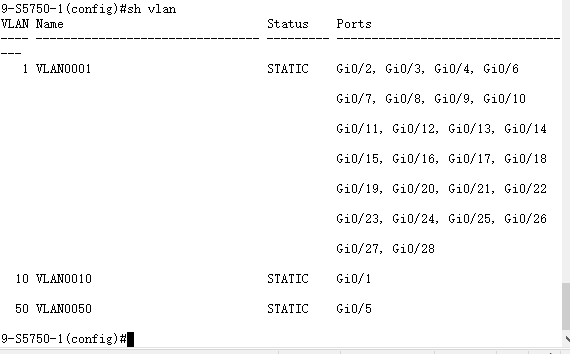 9-S5750-1(config)#sh vlan
VLAN Name                             Status    Ports
---- -------------------------------- --------- --------------------------------
---
   1 VLAN0001                         STATIC    Gi0/2, Gi0/3, Gi0/4, Gi0/6
                                                Gi0/7, Gi0/8, Gi0/9, Gi0/10
                                                Gi0/11, Gi0/12, Gi0/13, Gi0/14
                                                Gi0/15, Gi0/16, Gi0/17, Gi0/18
                                                Gi0/19, Gi0/20, Gi0/21, Gi0/22
                                                Gi0/23, Gi0/24, Gi0/25, Gi0/26
                                                Gi0/27, Gi0/28
  10 VLAN0010                         STATIC    Gi0/1
  50 VLAN0050                         STATIC    Gi0/5
9-S5750-1(config)#